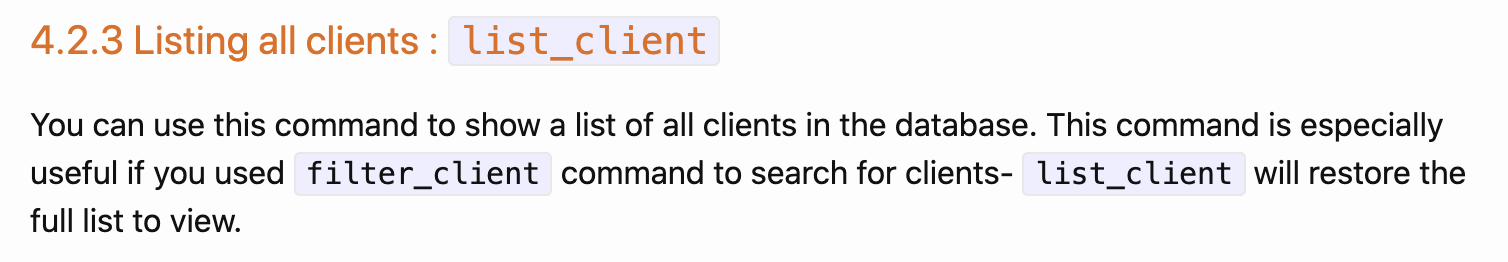 4.2.3 Listing all clients : list_client
You can use this command to show a list of all clients in the database. This command is especially
useful if you used filter_client command to search for clients- list_client will restore the
full list to view.